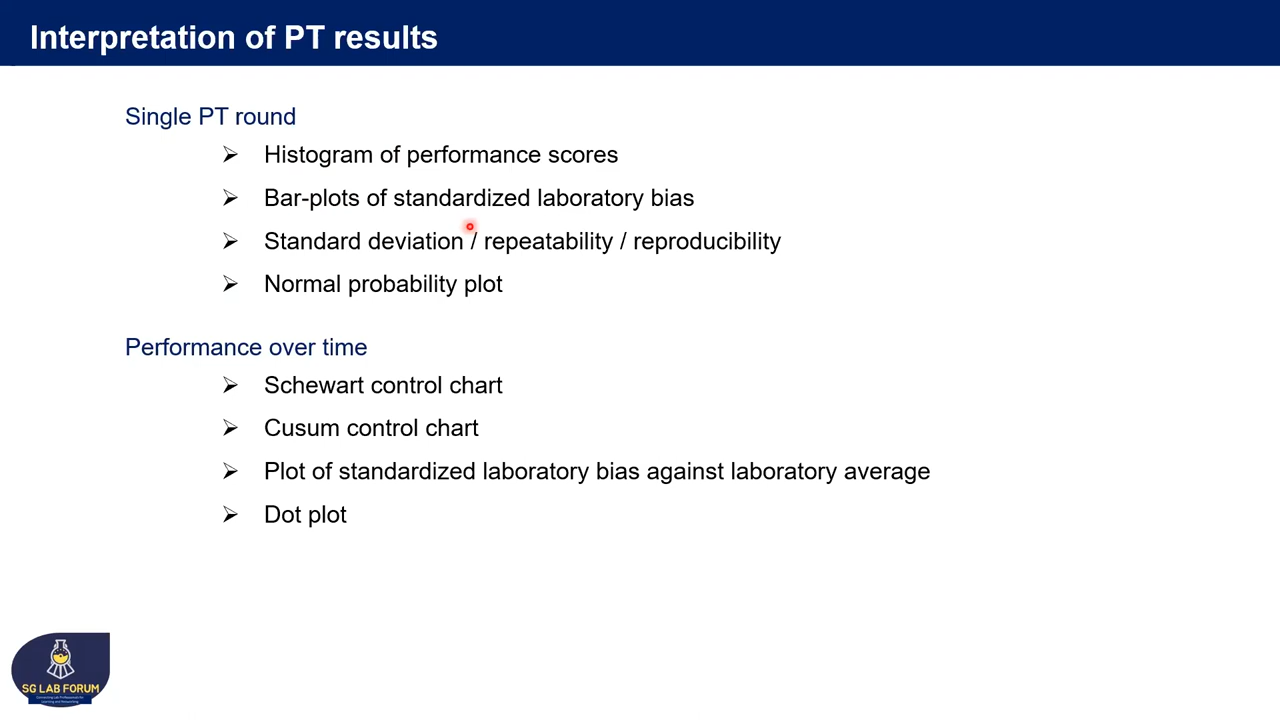 Interpretation of PT results
Single PT round
Histogram of performance scores
Bar-plots of standardized laboratory bias
Standard deviation / repeatability / reproducibility
Normal probability plot
Performance over time
Schewart control chart
Cusum control chart
Plot of standardized laboratory bias against laboratory average
Dot plot
SG LAB FORUM